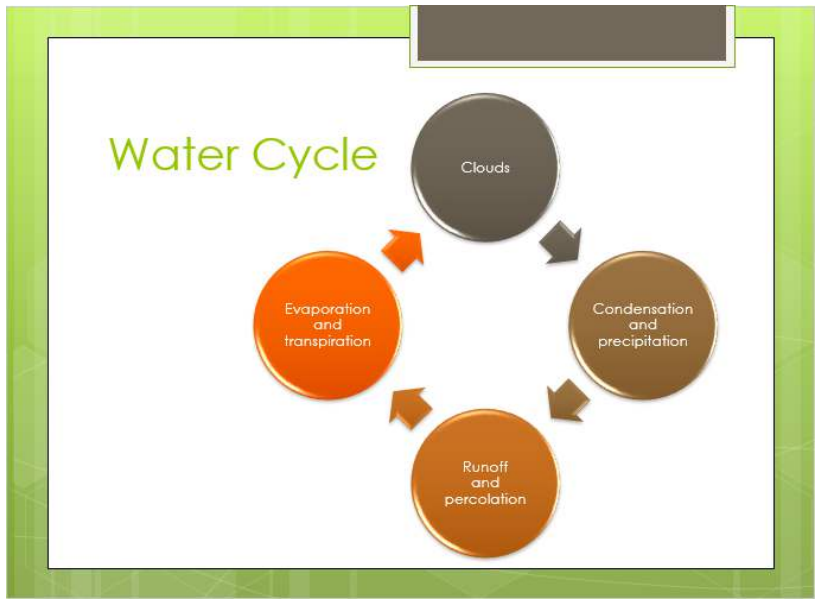 Water Cycle
Clouds
Condensation
and
precipitation
Runoff
and
percolation
Evaporation
and
transpiration